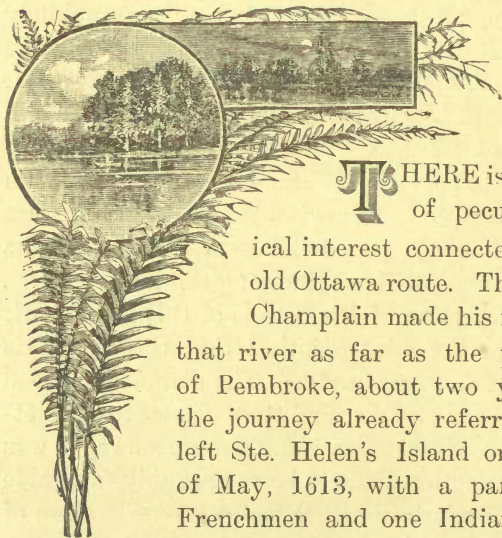 THERE is
of pecu
ical interest connecte
old Ottawa route. Th
Champlain made his
that river as far as the
of Pembroke, about two y
the journey already referr
left Ste. Helen's Island on
of May, 1613, with a par
Frenchmen and one India